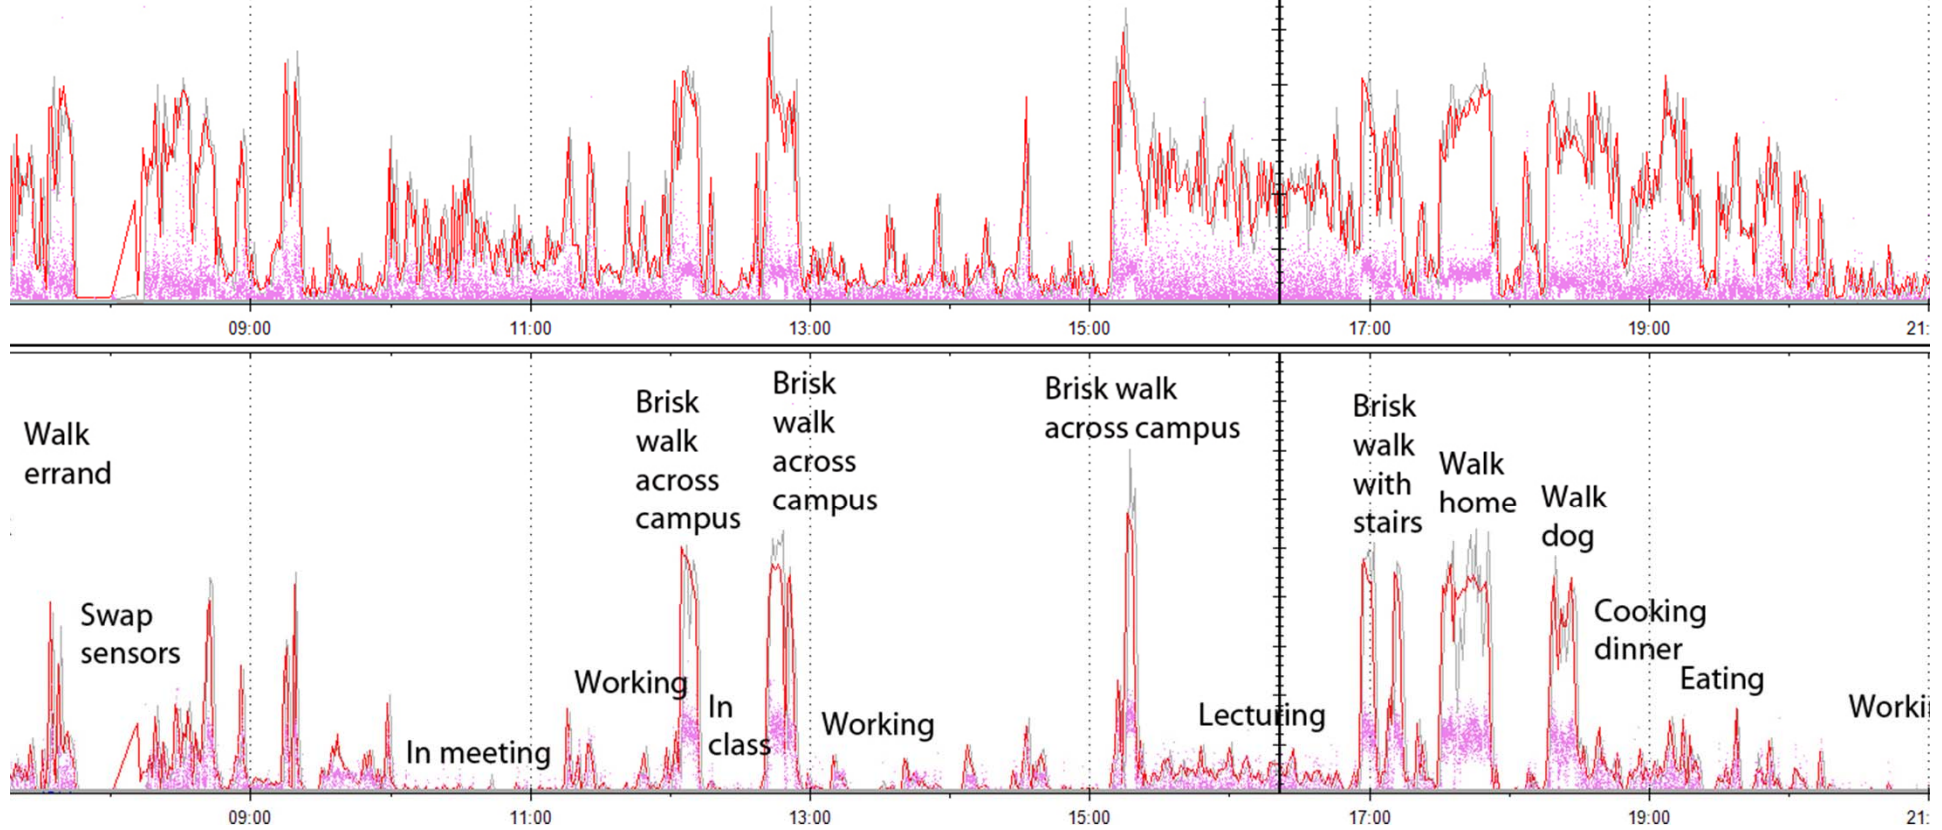 09:00
11:00
13:00
15:00
17:00
19:00
21:
Walk
errand
Swap
sensors
In meeting
Working
Brisk
walk
across
campus
In
class
Brisk
walk
across
campus
Working
Brisk walk
across campus
Lecturing
Brisk
walk
with
stairs
Walk
home
Walk
dog
Cooking
dinner
Eating
Worki
09:00
11:00
13:00
15:00
17:00
19:00
21: